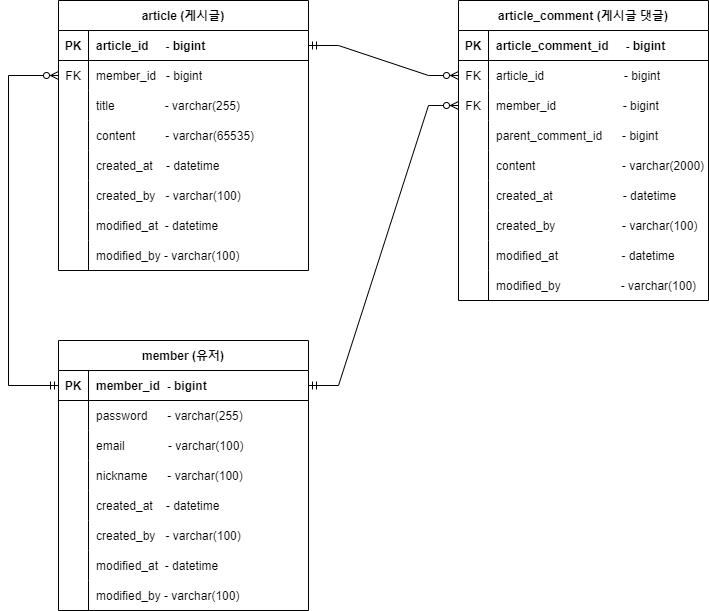 article (게시글)
PK article_id - bigint
FK member_id - bigint
title - varchar(255)
content - varchar(65535)
created_at - datetime
created_by - varchar(100)
modified_at - datetime
modified_by - varchar(100)
article_comment (게시글 댓글)
PK article_comment_id - bigint
FK article_id - bigint
FK member_id - bigint
parent_comment_id - bigint
content - varchar(2000)
created_at - datetime
created_by - varchar(100)
modified_at - datetime
modified_by - varchar(100)
member (유저)
PK member_id - bigint
password - varchar(255)
email - varchar(100)
nickname - varchar(100)
created_at - datetime
created_by - varchar(100)
modified_at - datetime
modified_by - varchar(100)